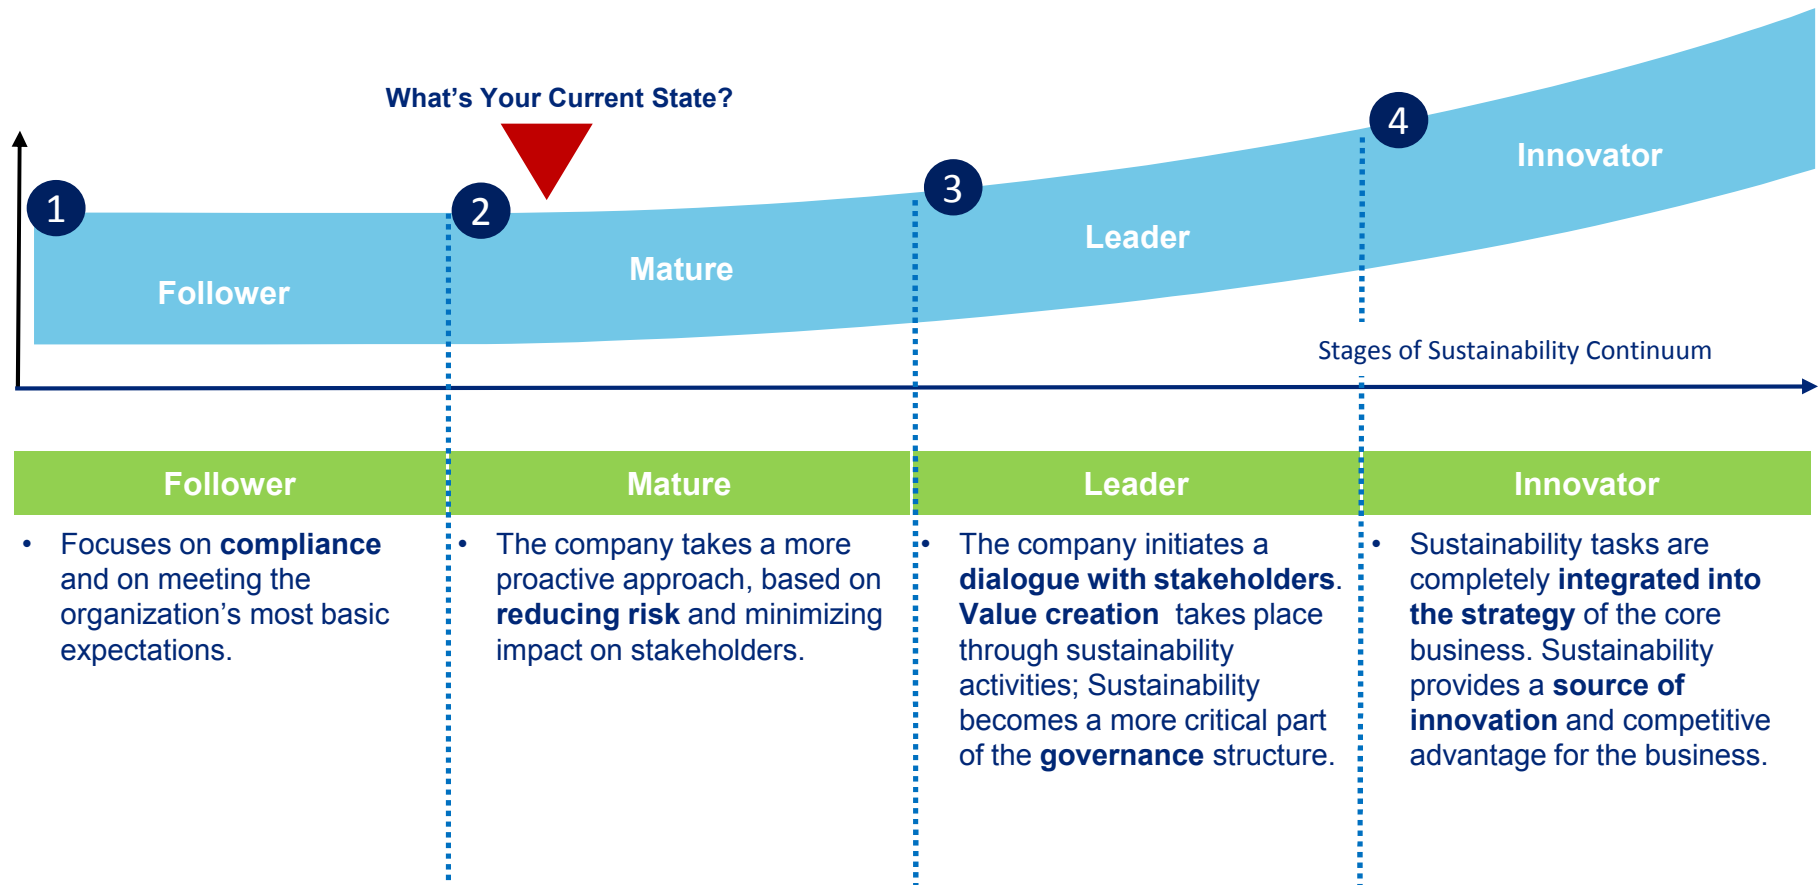 What's Your Current State?
1
2
3
4
Follower
Mature
Leader
Innovator
Stages of Sustainability Continuum
Follower
Mature
Leader
Innovator
• Focuses on compliance
and on meeting the
organization's most basic
expectations.
• The company takes a more
proactive approach, based on
reducing risk and minimizing
impact on stakeholders.
• The company initiates a
dialogue with stakeholders.
Value creation takes place
through sustainability
activities; Sustainability
becomes a more critical part
of the governance structure.
• Sustainability tasks are
completely integrated into
the strategy of the core
business. Sustainability
provides a source of
innovation and competitive
advantage for the business.